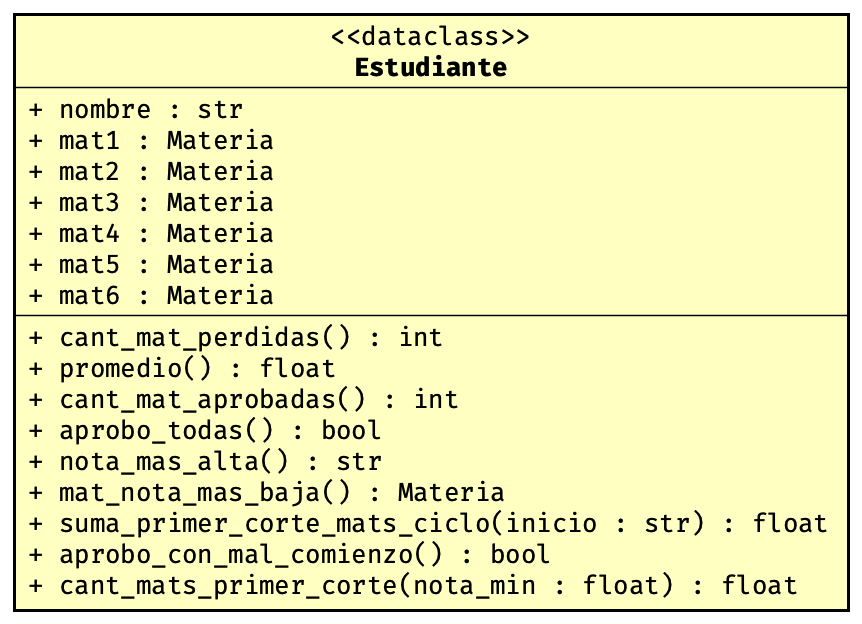 <<dataclass>>
Estudiante
+ nombre : str
+ mat1 : Materia
+ mat2 : Materia
+ mat3 : Materia
+ mat4 : Materia
+ mat5 : Materia
+ mat6 : Materia
+ cant_mat_perdidas() : int
+ promedio() : float
+ cant_mat_aprobadas() : int
+ aprobo_todas() : bool
+ nota_mas_alta() : str
+ mat_nota_mas_baja() : Materia
+ suma_primer_corte_mats_ciclo(inicio : str) : float
+ aprobo_con_mal_comienzo() : bool
+ cant_mats_primer_corte(nota_min : float) : float